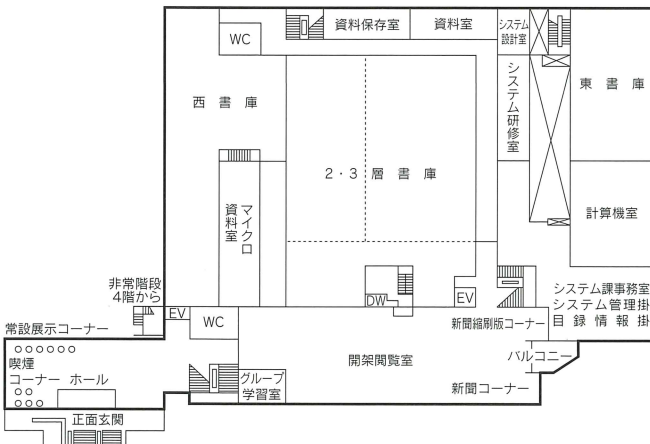 WC
資料保存室
資料室
システム
設計室
西書庫
システム研修室
東書庫
2・3層書庫
マイクロ
資料室
計算機室
非常階段
4階から
EV
WC
DW
EV
システム課事務室
システム管理掛
目録情報掛
常設展示コーナー
新聞縮刷版コーナー
喫煙
コーナー
ホール
開架閲覧室
バルコニー
グループ
学習室
新聞コーナー
正面玄関